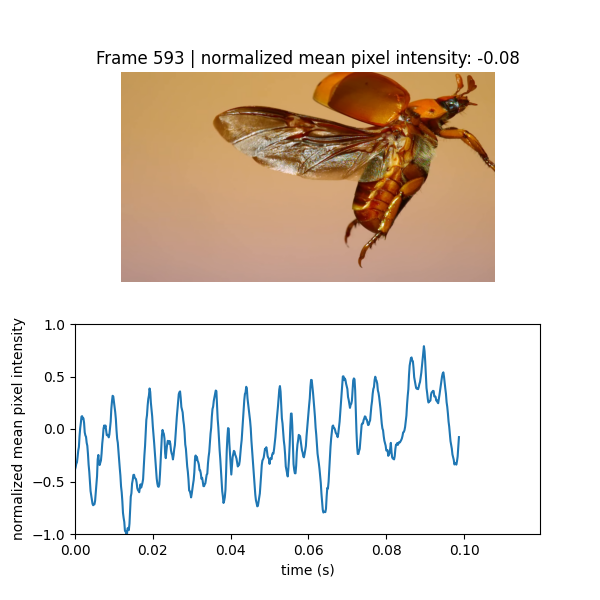 Frame 593 | normalized mean pixel intensity: -0.08
normalized mean pixel intensity
1.0
0.5
0.0
−0.5
−1.0
0.00 0.02 0.04 0.06 0.08 0.10
time (s)